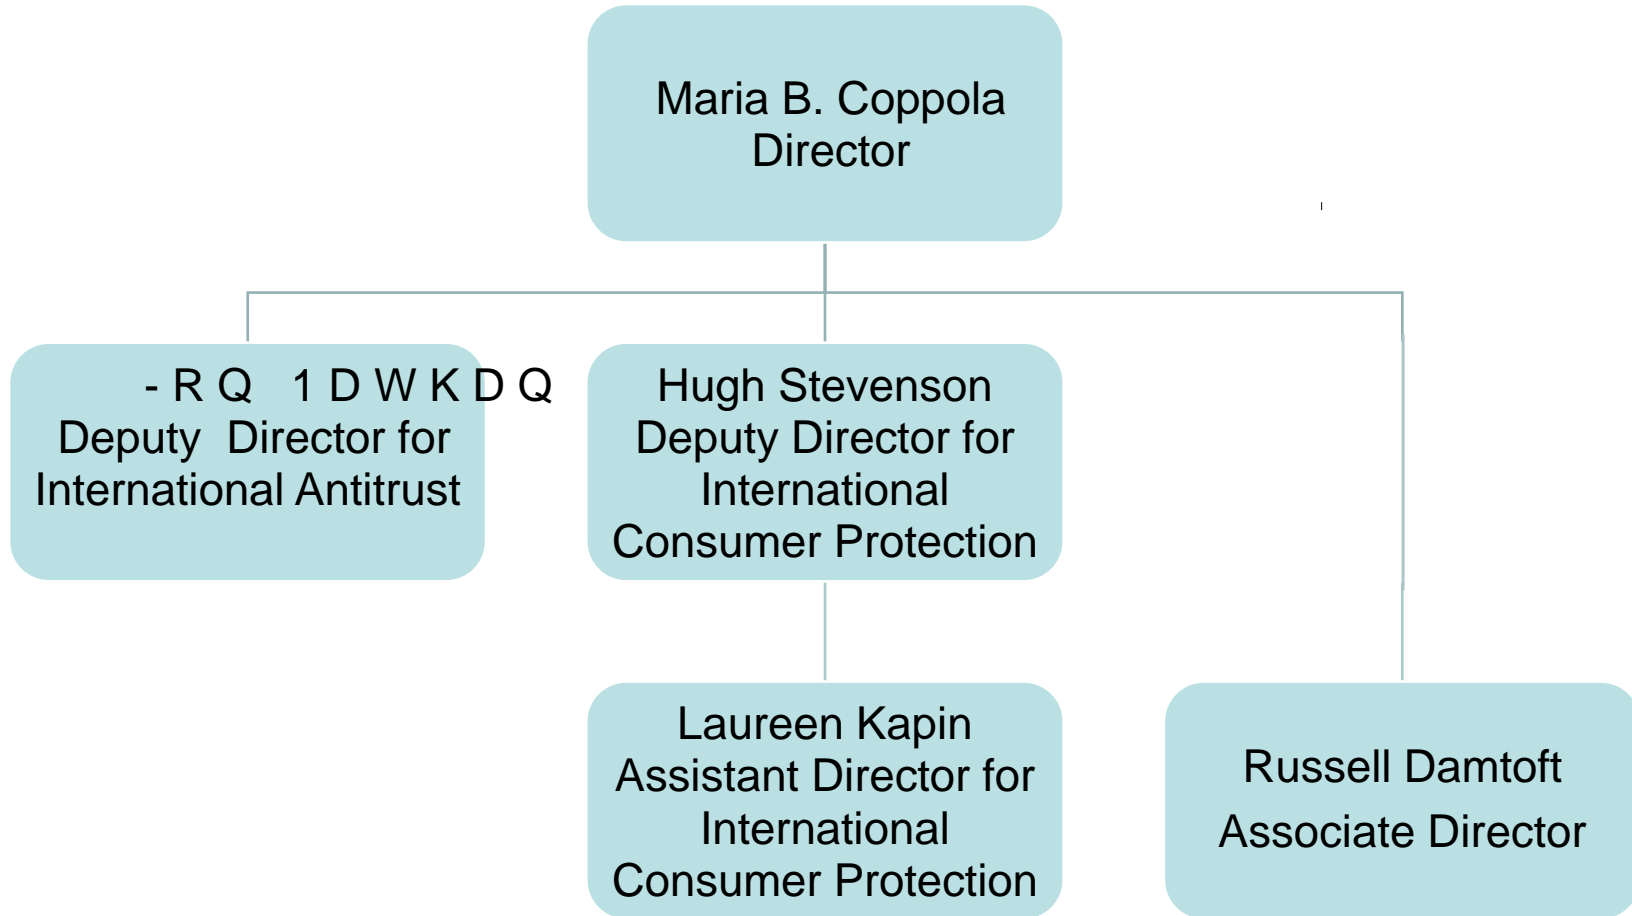 Maria B. Coppola
Director
- R Q 1 D W K D Q
Deputy Director for
International Antitrust
Hugh Stevenson
Deputy Director for
International
Consumer Protection
Laureen Kapin
Assistant Director for
International
Consumer Protection
Russell Damtoft
Associate Director